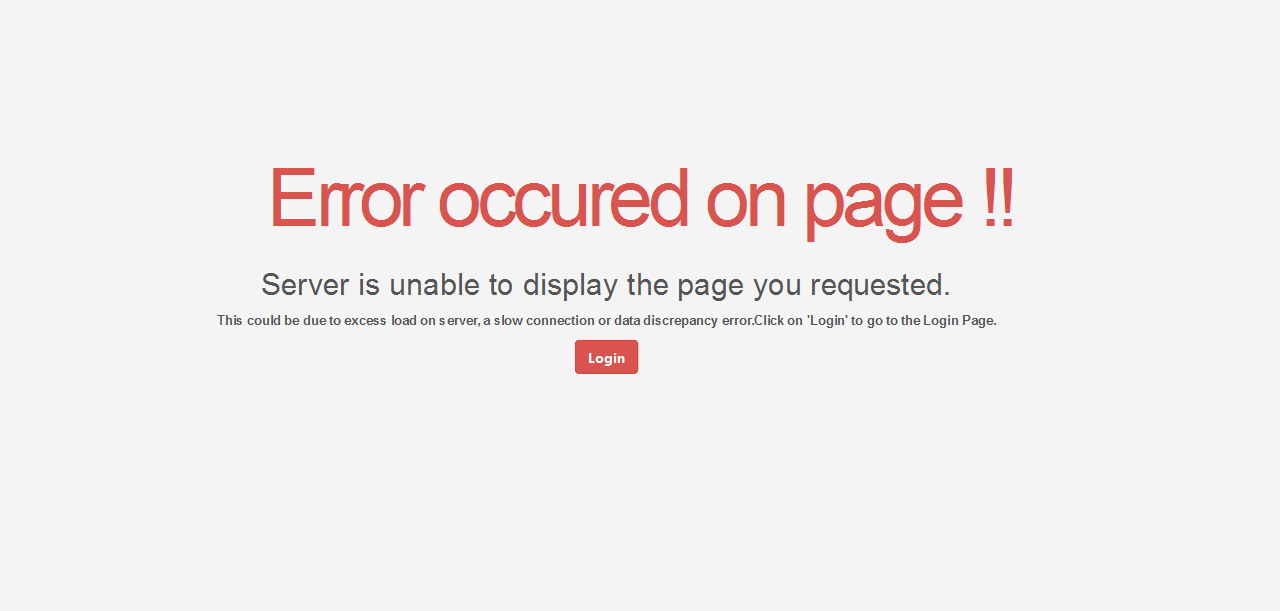 Error occured on page !!
Server is unable to display the page you requested.
This could be due to excess load on server, a slow connection or data discrepancy error.Click on 'Login' to go to the Login Page.
Login